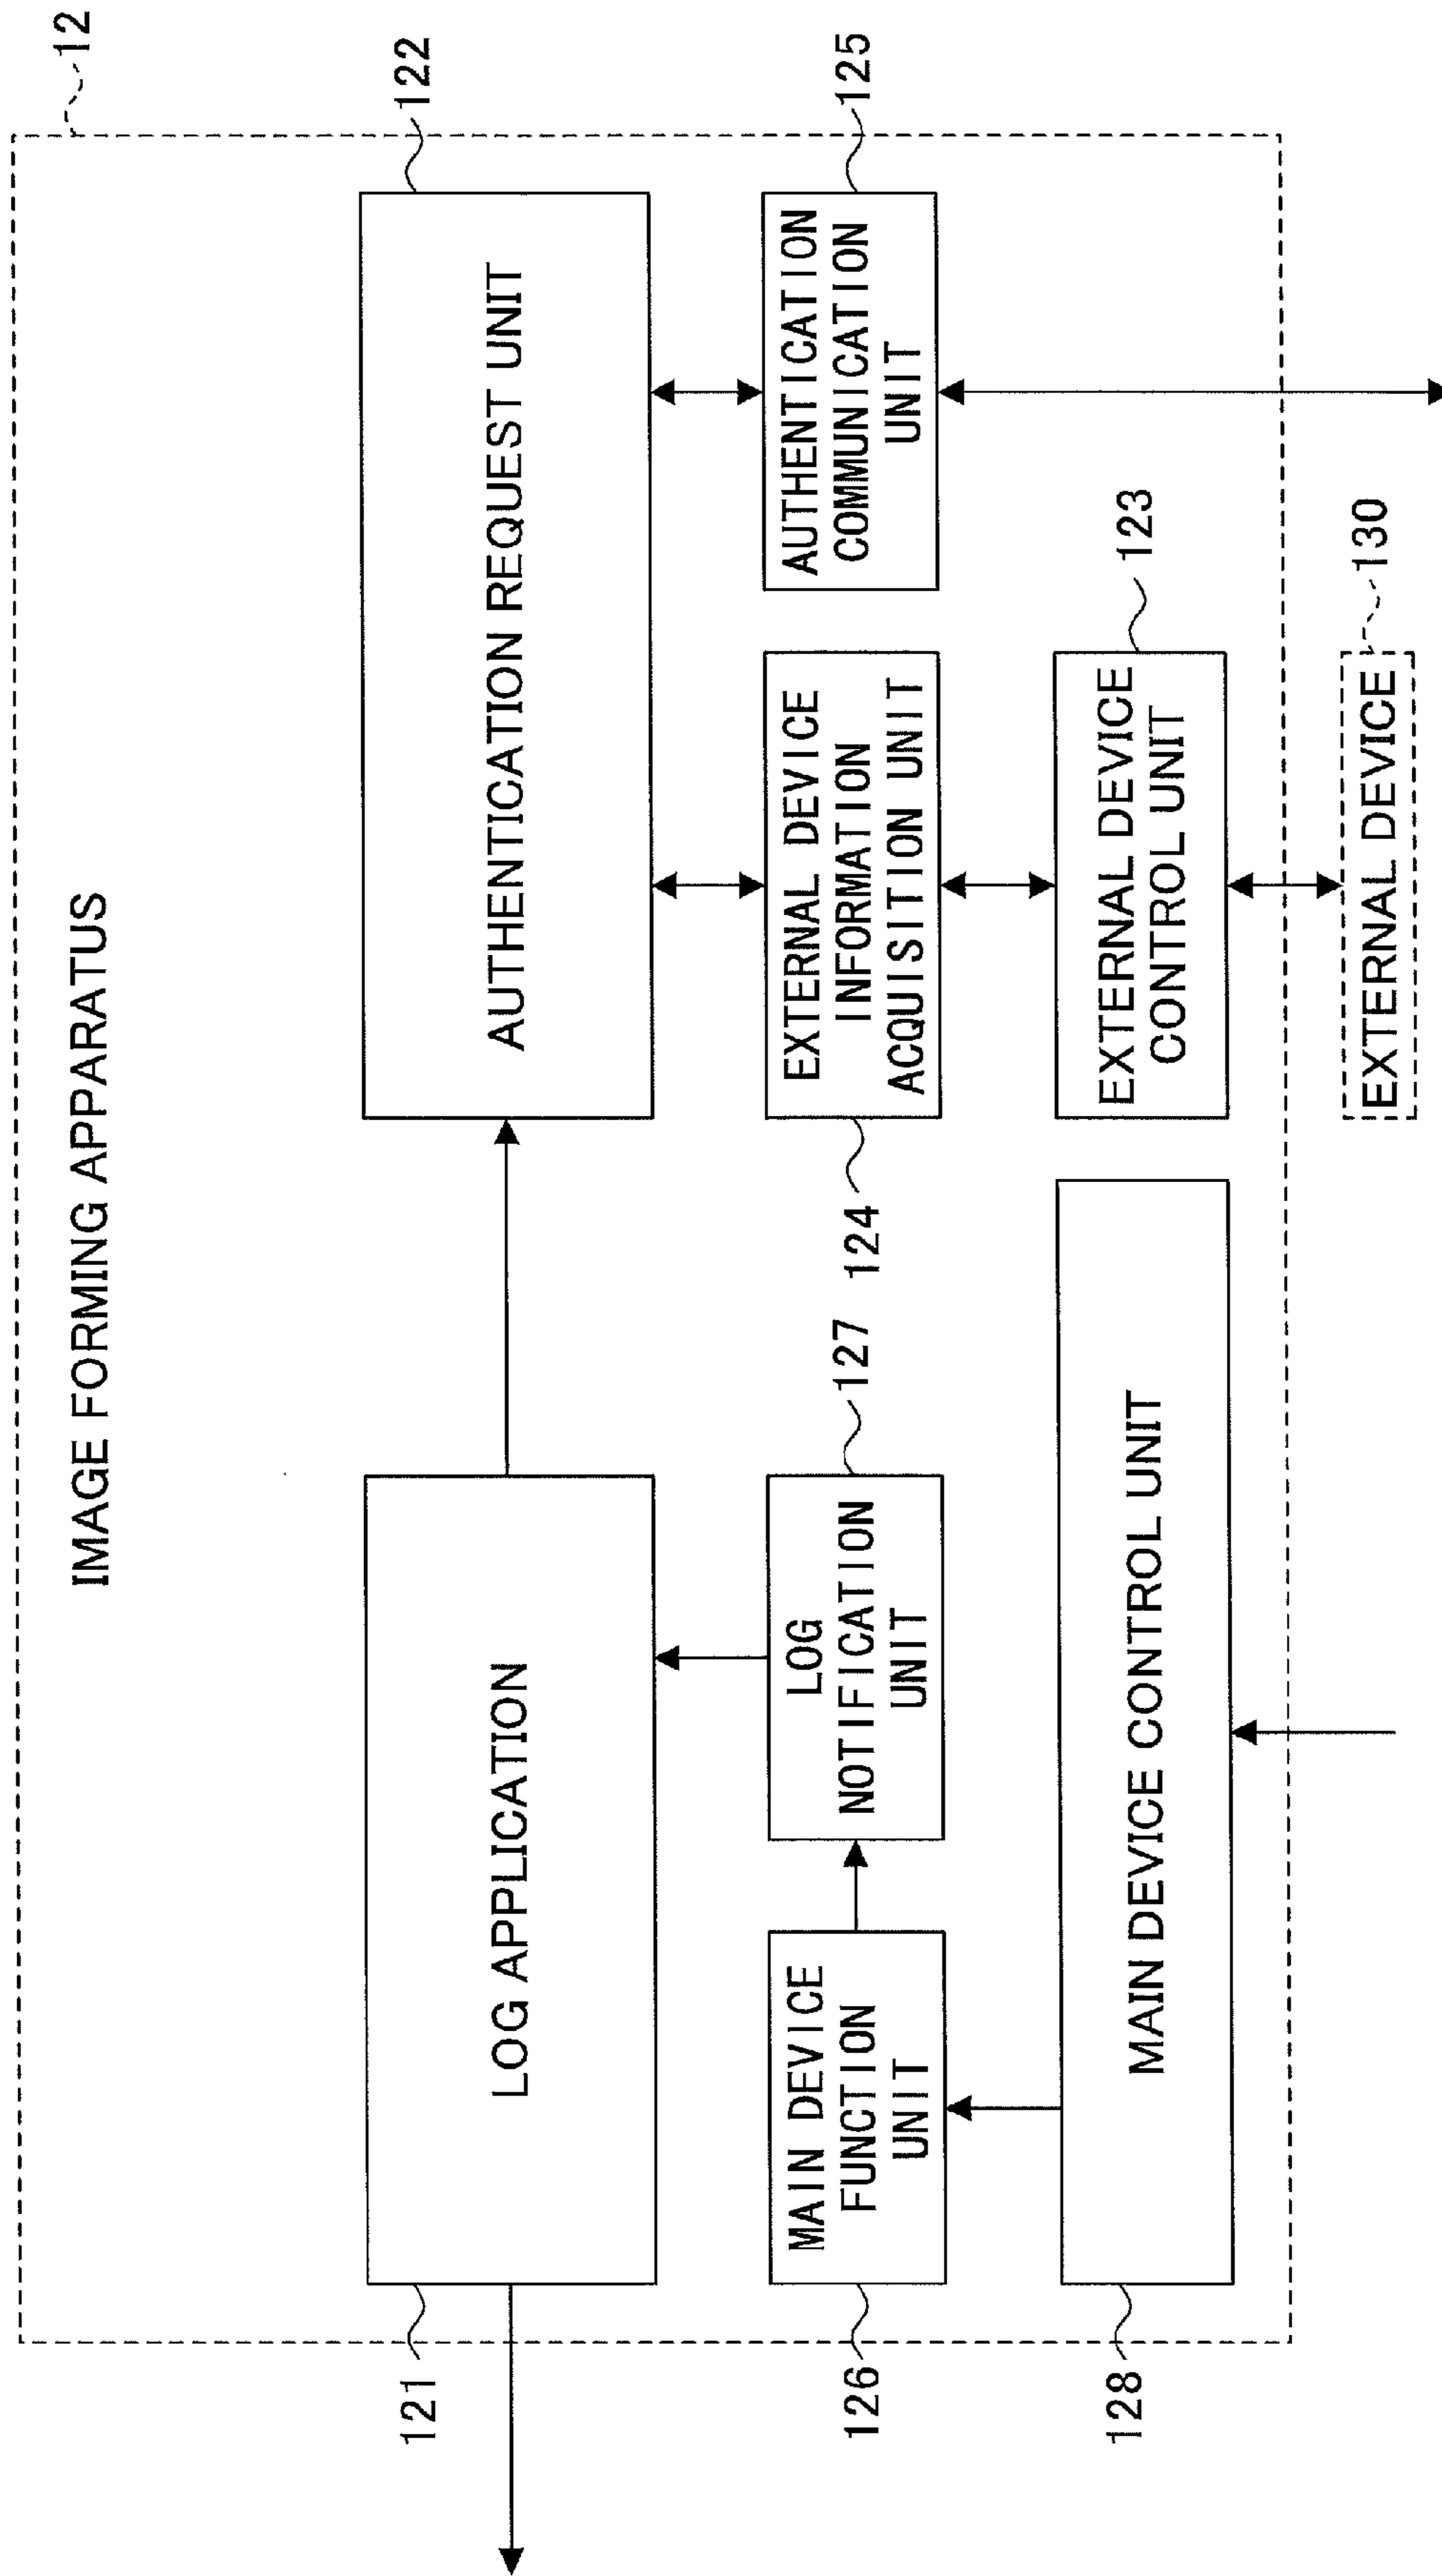 IMAGE FORMING APPARATUS
12
121
LOG APPLICATION
AUTHENTICATION REQUEST UNIT
122
126
MAIN DEVICE
FUNCTION
UNIT
LOG
NOTIFICATION
UNIT
127
124
EXTERNAL DEVICE
INFORMATION
ACQUISITION UNIT
AUTHENTICATION
COMMUNICATION
UNIT
125
128
MAIN DEVICE CONTROL UNIT
EXTERNAL DEVICE
CONTROL UNIT
123
EXTERNAL DEVICE
130